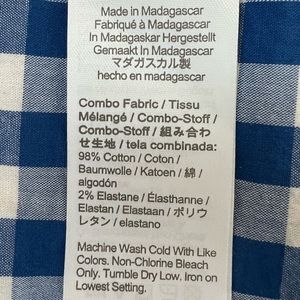 Made in Madagascar
Fabriqué à Madagascar
In Madagaskar Hergestellt
Gemaakt In Madagascar
マダガスカル製
hecho en madagascar
Combo Fabric / Tissu
Mélangé / Combo-Stoff /
Combo-Stoff / 組み合わ
せ生地 / tela combinada:
98% Cotton / Coton /
Baumwolle / Katoen / 綿 /
algodón
2% Elastane / Élasthanne /
Elastan / Elastaan / ポリウ
レタン / elastano
Machine Wash Cold With Like
Colors. Non-Chlorine Bleach
Only. Tumble Dry Low. Iron on
Lowest Setting.